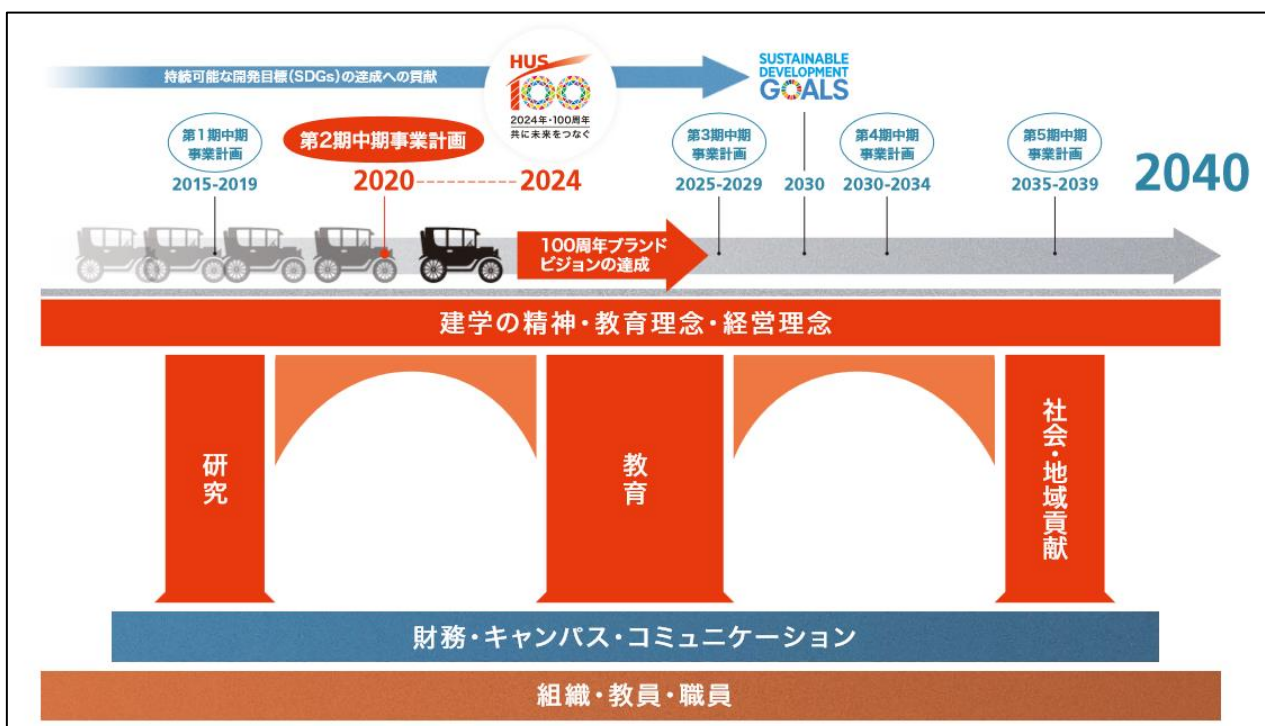 持続可能な開発目標(SDGs)の達成への貢献
HUS
100
2024年・100周年
共に未来をつなぐ
SUSTAINABLE
DEVELOPMENT
GOALS
第1期中期
事業計画
2015-2019
第2期中期事業計画
2020
2024
第3期中期
事業計画
2025-2029
2030
第4期中期
事業計画
2030-2034
第5期中期
事業計画
2035-2039
2040
100周年ブランド
ビジョンの達成
建学の精神・教育理念・経営理念
研究
教育
社会・地域貢献
財務・キャンパス・コミュニケーション
組織・教員・職員